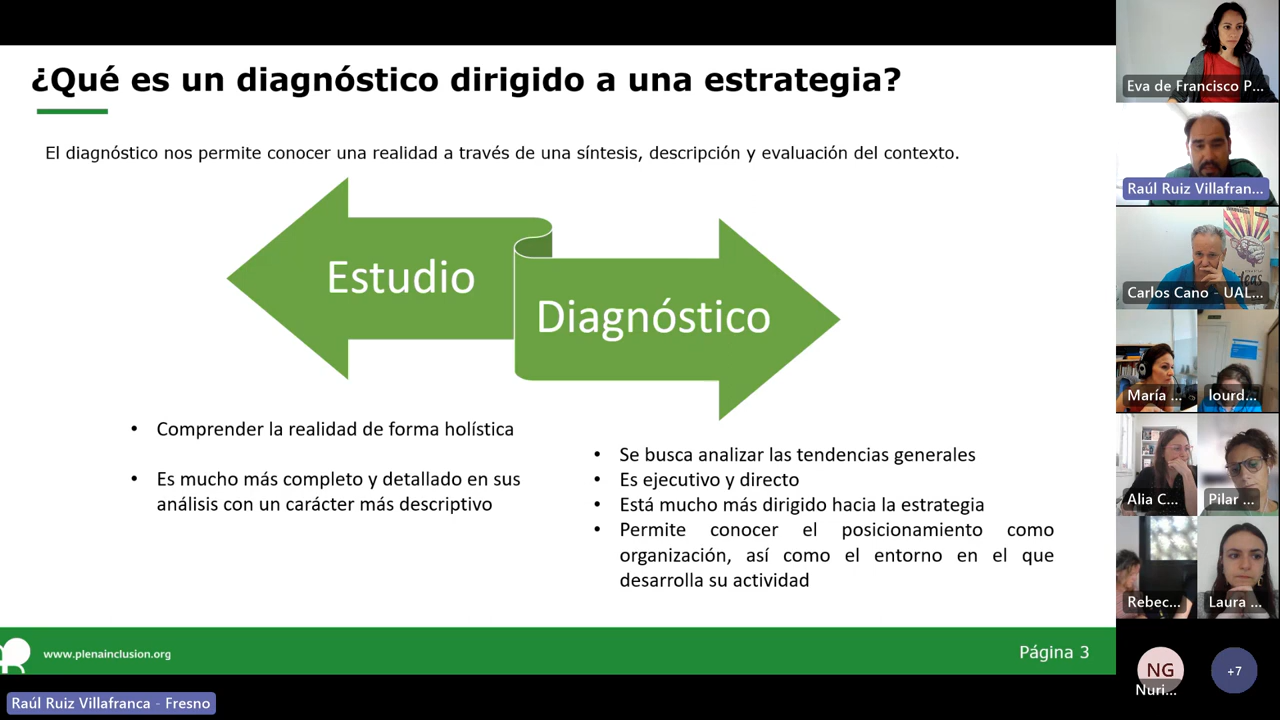 ¿Qué es un diagnóstico dirigido a una estrategia?
El diagnóstico nos permite conocer una realidad a través de una síntesis, descripción y evaluación del contexto.
Estudio
Diagnóstico
• Comprender la realidad de forma holística
• Es mucho más completo y detallado en sus
análisis con un carácter más descriptivo
• Se busca analizar las tendencias generales
• Es ejecutivo y directo
• Está mucho más dirigido hacia la estrategia
• Permite conocer el posicionamiento como
organización, así como el entorno en el que
desarrolla su actividad
www.plenainclusion.org
Página 3
Raúl Ruiz Villafranca - Fresno
Eva de Francisco P...
Raúl Ruiz Villafran...
Carlos Cano - UAL...
María ...
lourd...
Alia C...
Pilar ...
Rebec...
Laura ...
NG
Nuri...
+7